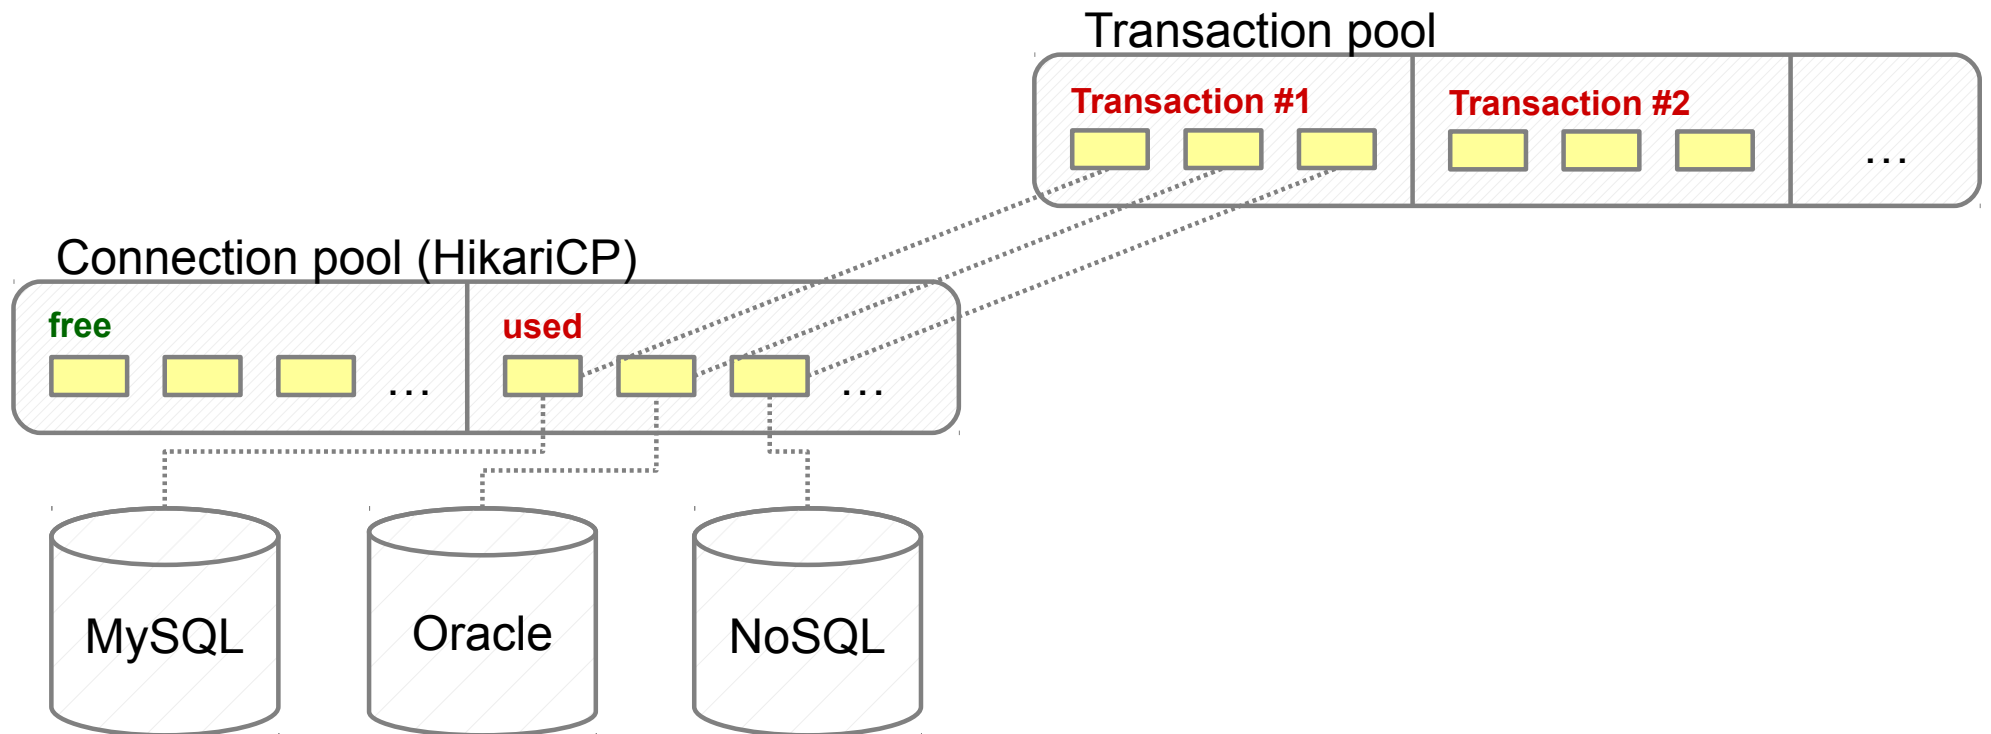 Transaction pool
Transaction #1
Transaction #2
...
Connection pool (HikariCP)
free
used
...
...
MySQL
Oracle
NoSQL